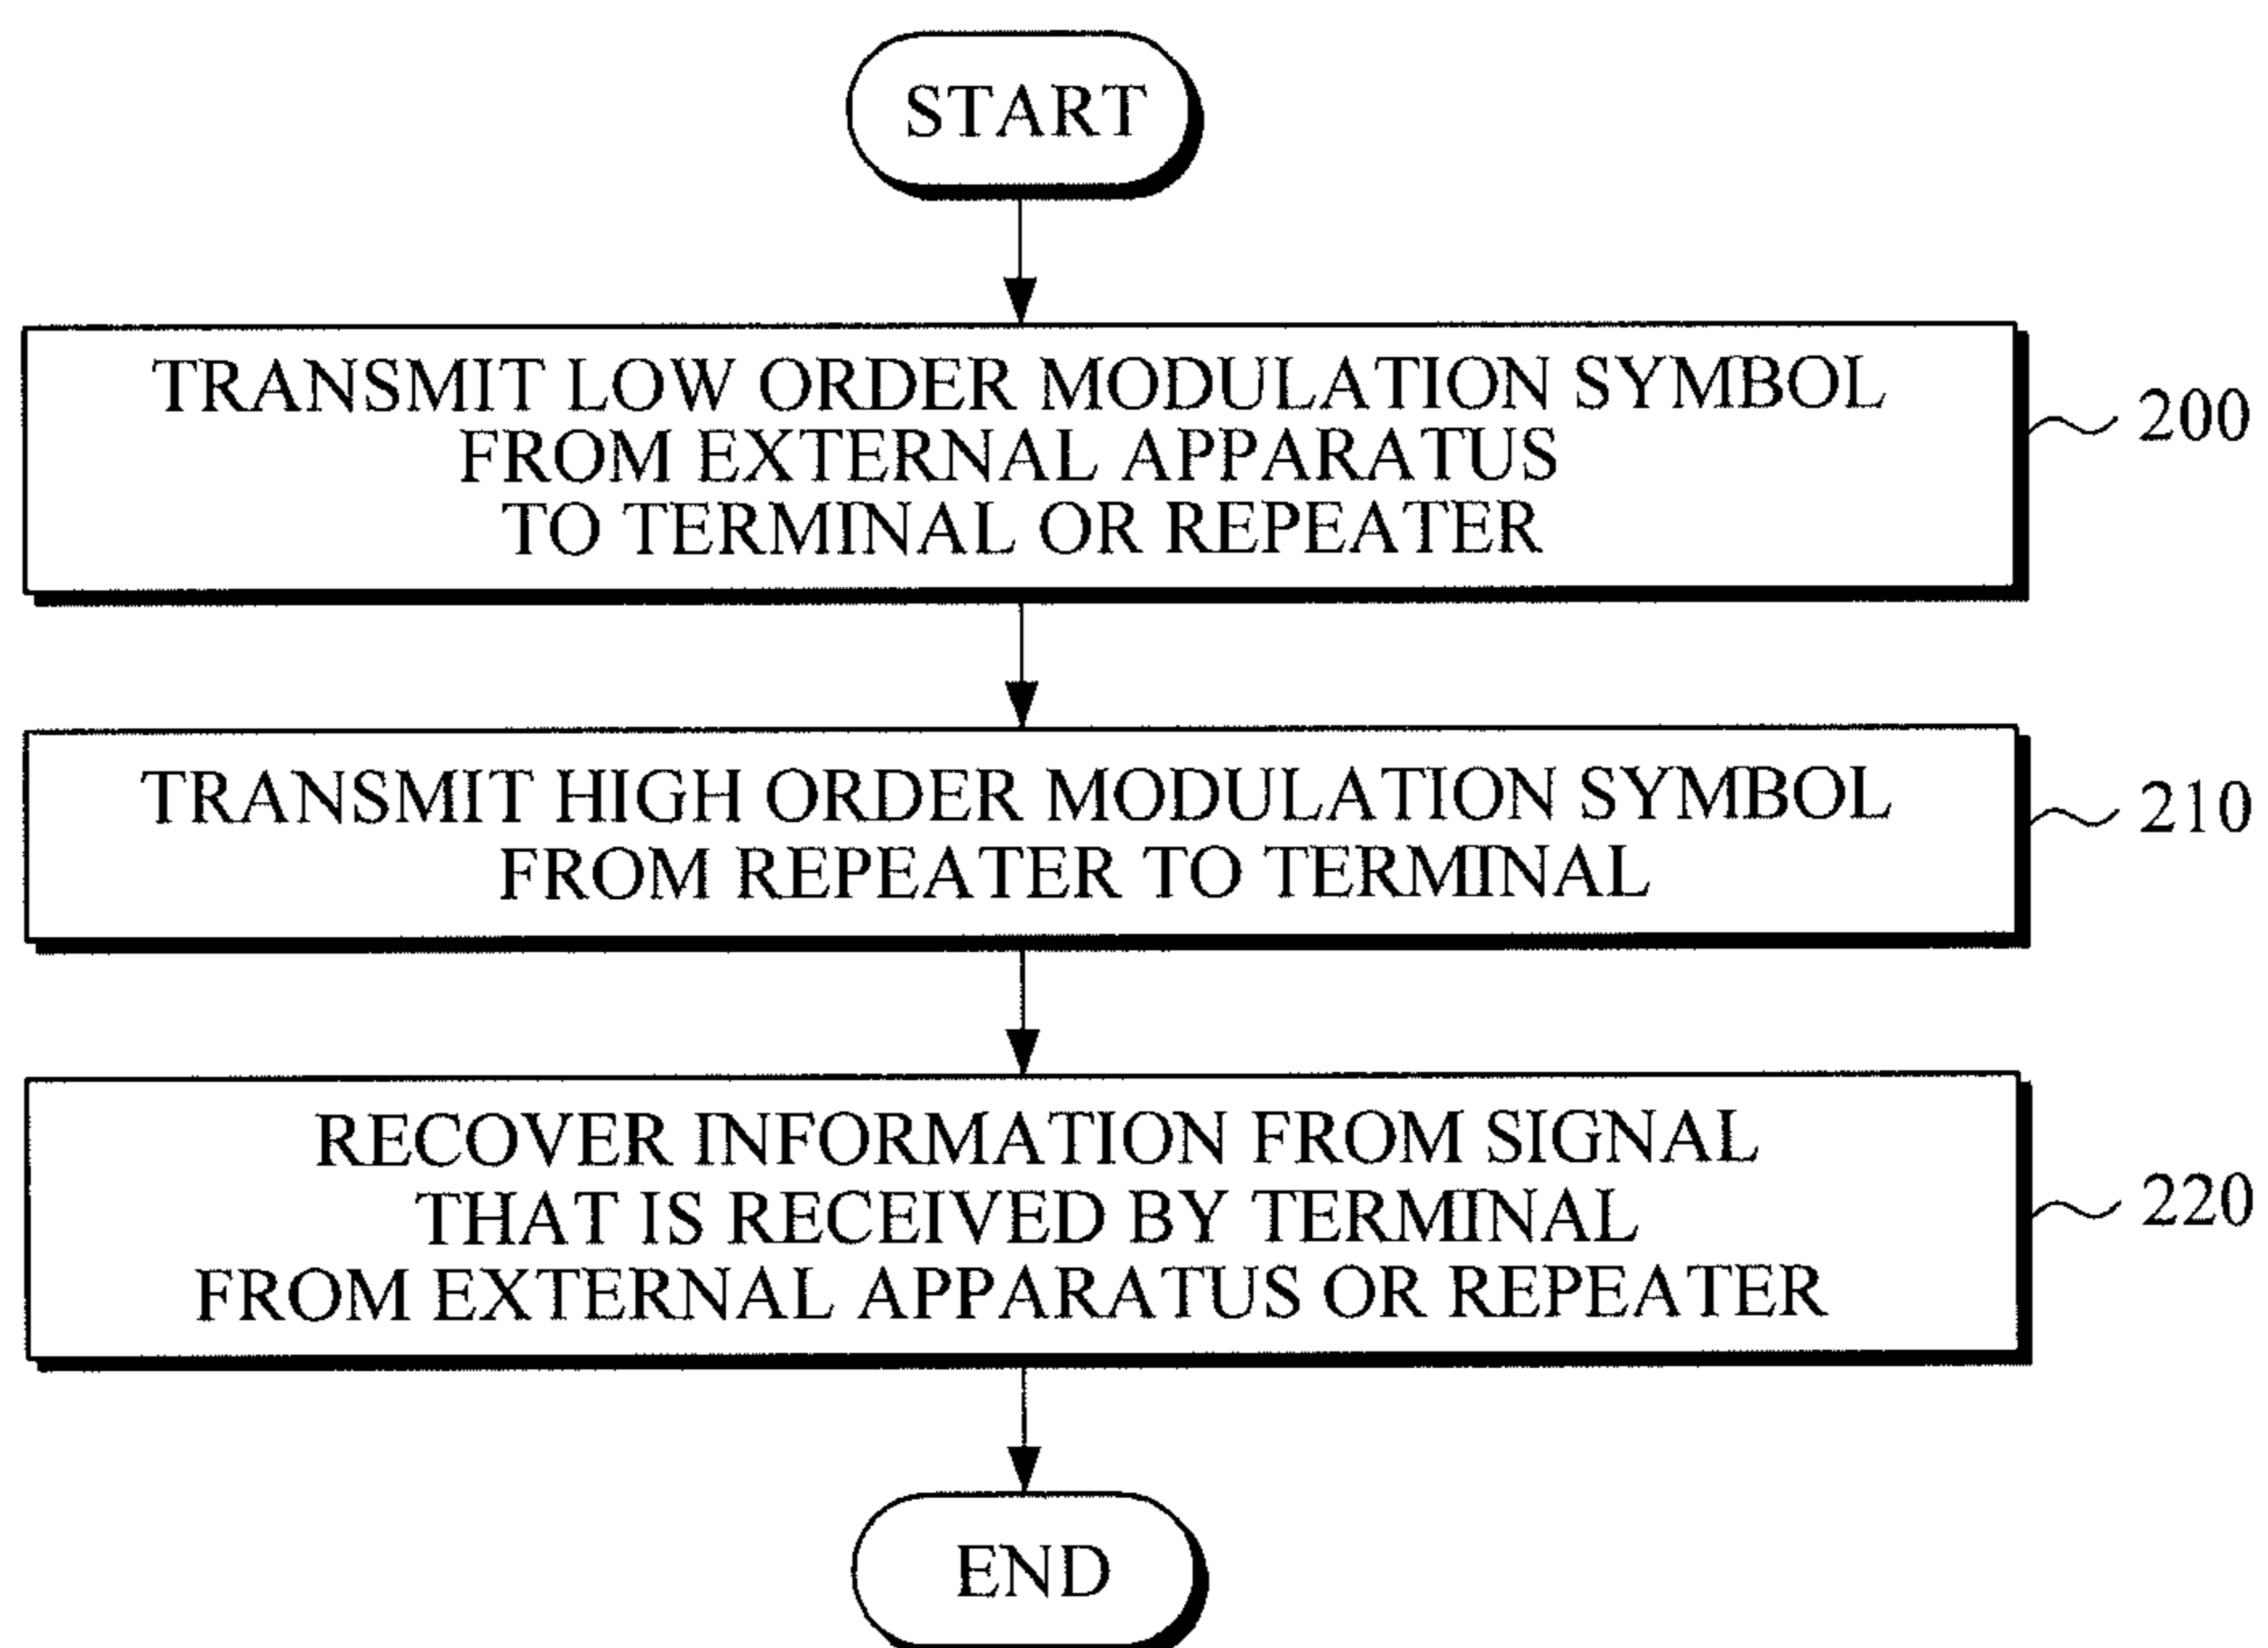 START
TRANSMIT LOW ORDER MODULATION SYMBOL
FROM EXTERNAL APPARATUS
TO TERMINAL OR REPEATER
200
TRANSMIT HIGH ORDER MODULATION SYMBOL
FROM REPEATER TO TERMINAL
210
RECOVER INFORMATION FROM SIGNAL
THAT IS RECEIVED BY TERMINAL
FROM EXTERNAL APPARATUS OR REPEATER
220
END